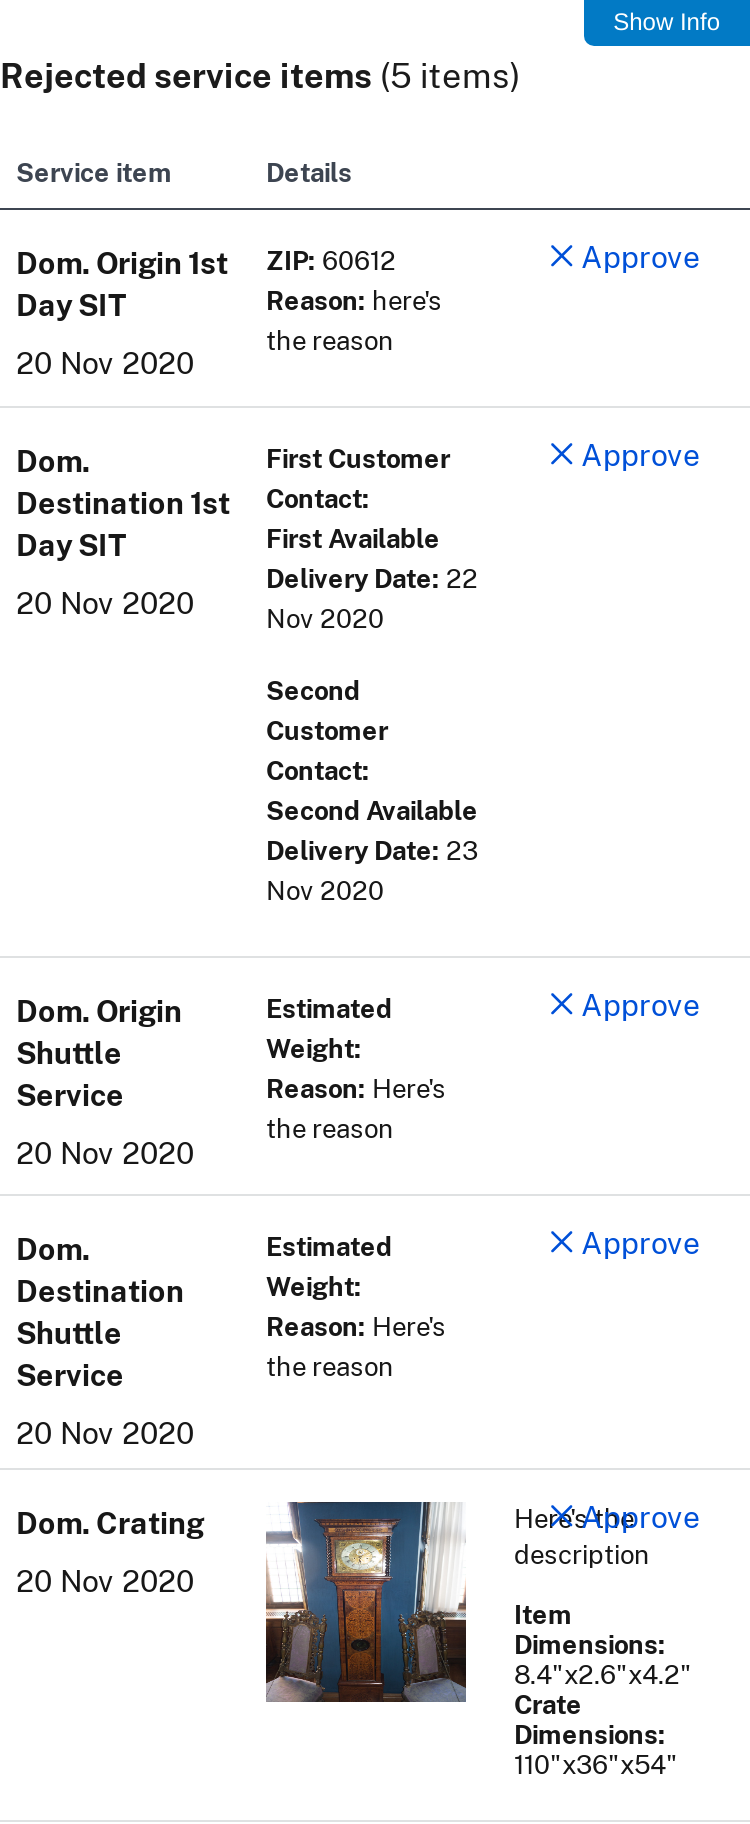 Show Info
Rejected service items (5 items)
Service item
Details
Dom. Origin 1st
Day SIT
20 Nov 2020
ZIP: 60612
Reason: here's
the reason
Approve
Dom.
Destination 1st
Day SIT
20 Nov 2020
First Customer
Contact:
First Available
Delivery Date: 22
Nov 2020
Second
Customer
Contact:
Second Available
Delivery Date: 23
Nov 2020
Approve
Dom. Origin
Shuttle
Service
20 Nov 2020
Estimated
Weight:
Reason: Here's
the reason
Approve
Dom.
Destination
Shuttle
Service
20 Nov 2020
Estimated
Weight:
Reason: Here's
the reason
Approve
Dom. Crating
20 Nov 2020
Here's the
description
Item
Dimensions:
8.4"x2.6"x4.2"
Crate
Dimensions:
110"x36"x54"
Approve